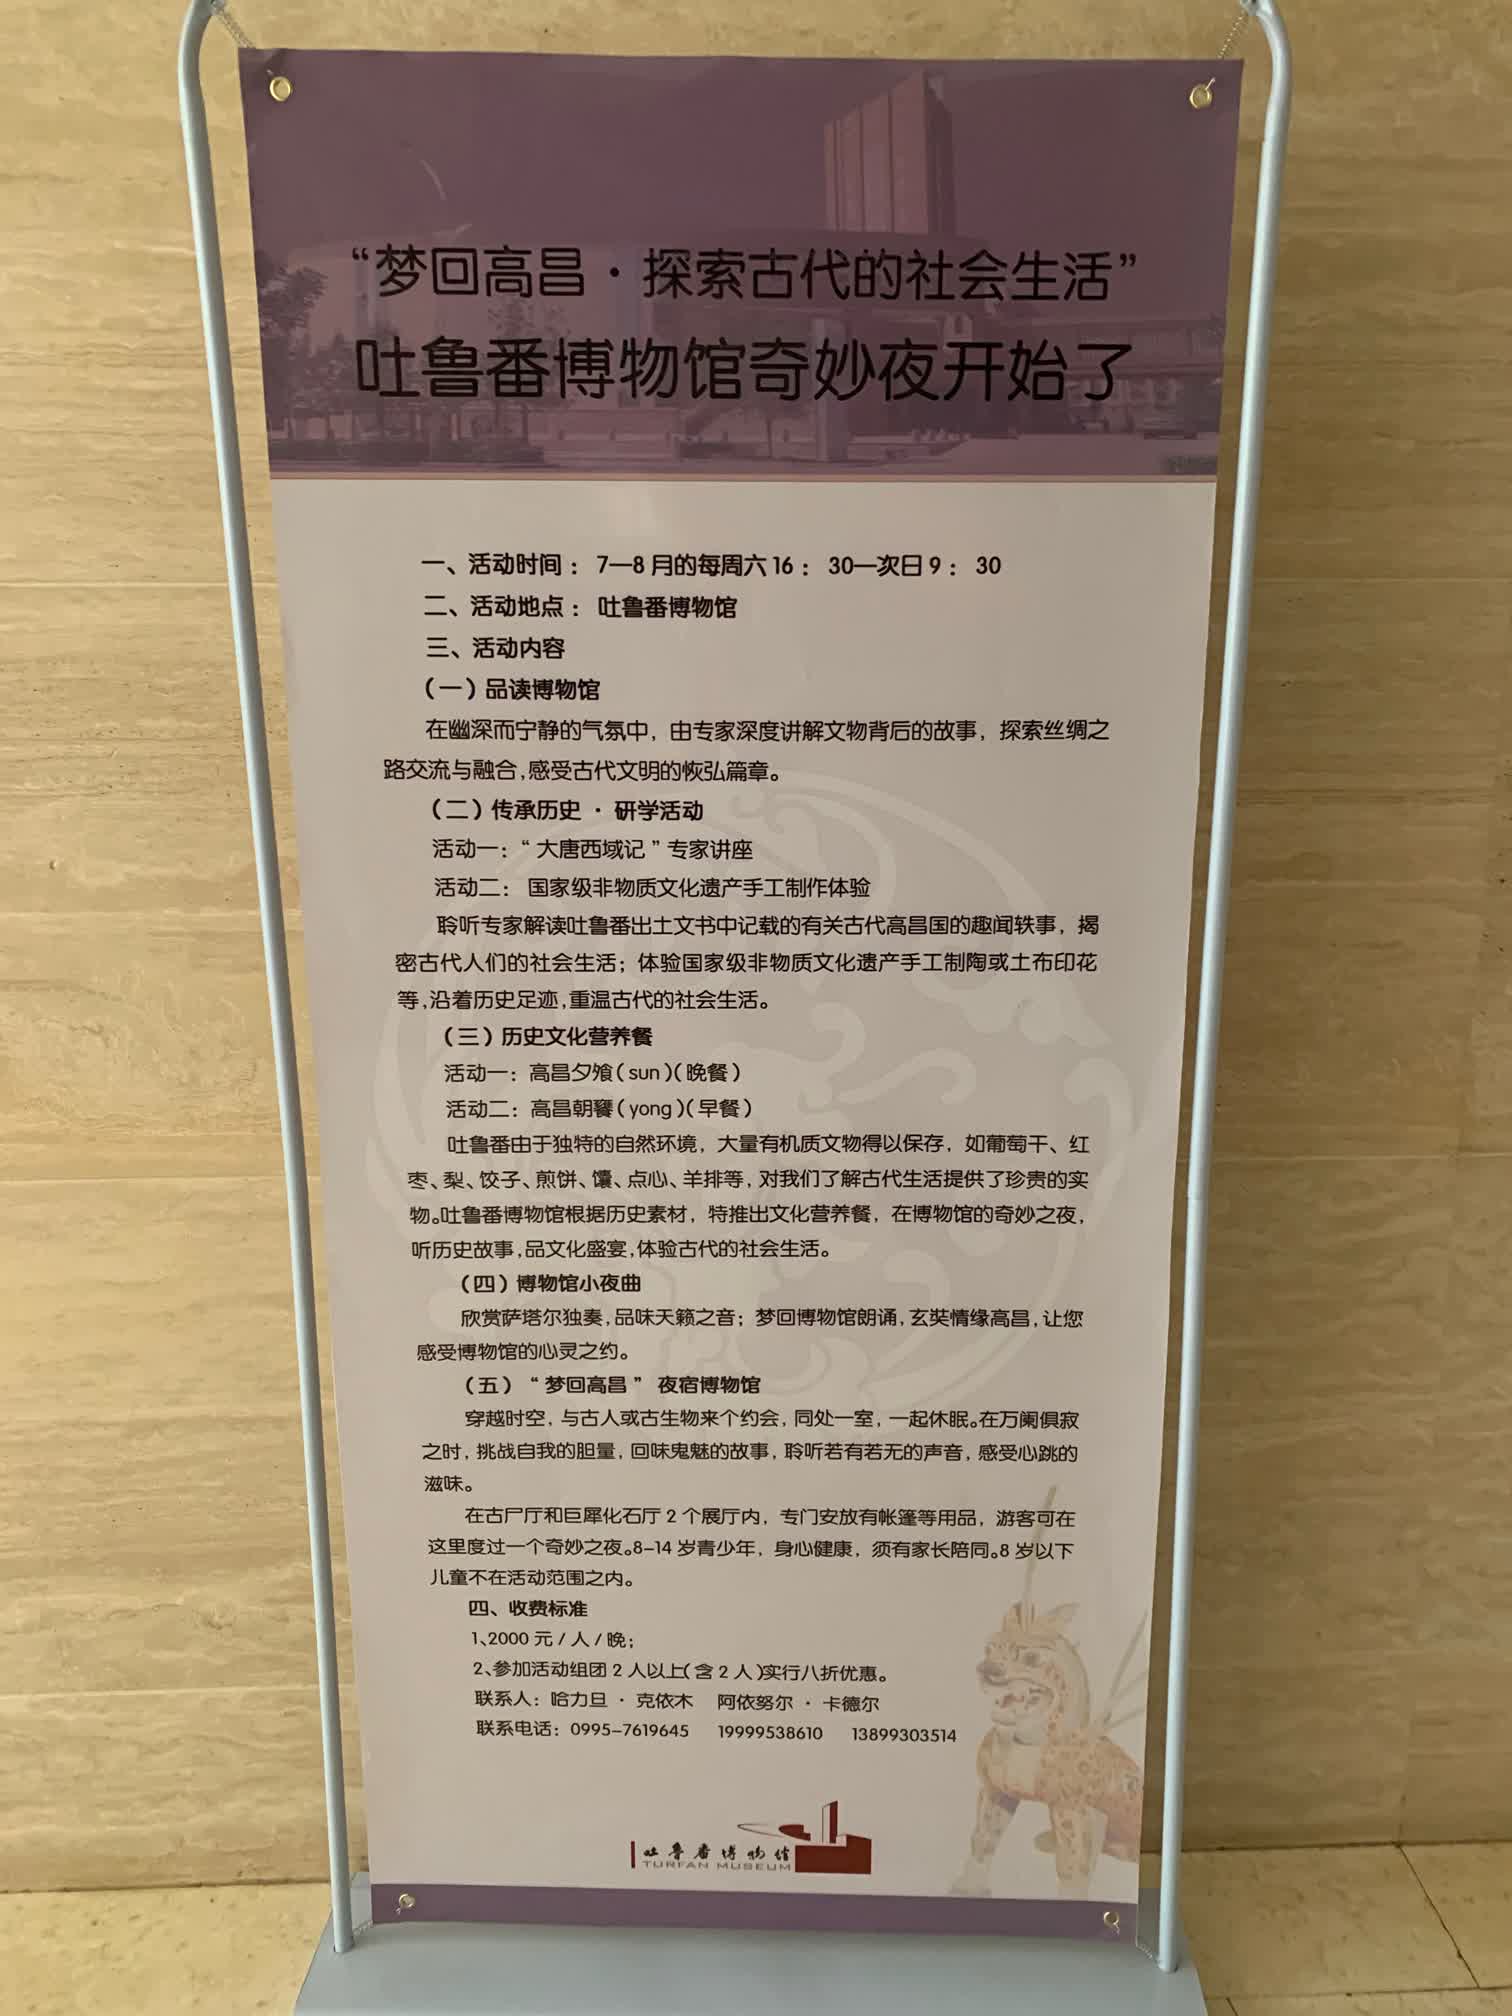 “梦回高昌·探索古代的社会生活”
吐鲁番博物馆奇妙夜开始了
一、活动时间：7—8月的每周六16：30—次日9：30
二、活动地点：吐鲁番博物馆
三、活动内容
（一）品读博物馆
在幽深而宁静的气氛中，由专家深度讲解文物背后的故事，探索丝绸之
路交流与融合，感受古代文明的恢弘篇章。
（二）传承历史·研学活动
活动一：“大唐西域记”专家讲座
活动二：国家级非物质文化遗产手工制作体验
聆听专家解读吐鲁番出土文书中记载的有关古代高昌国的趣闻轶事，揭
密古代人们的社会生活；体验国家级非物质文化遗产手工制陶或土布印花
等，沿着历史足迹，重温古代的社会生活。
（三）历史文化营养餐
活动一：高昌夕飧（sun）（晚餐）
活动二：高昌朝饔（yong）（早餐）
吐鲁番由于独特的自然环境，大量有机质文物得以保存，如葡萄干、红
枣、梨、饺子、煎饼、馕、点心、羊排等，对我们了解古代生活提供了珍贵的实
物。吐鲁番博物馆根据历史素材，特推出文化营养餐，在博物馆的奇妙之夜，
听历史故事，品文化盛宴，体验古代的社会生活。
（四）博物馆小夜曲
欣赏萨塔尔独奏，品味天籁之音；梦回博物馆朗诵，玄奘情缘高昌，让您
感受博物馆的心灵之约。
（五）“梦回高昌”夜宿博物馆
穿越时空，与古人或古生物来个约会，同处一室，一起休眠。在万阑俱寂
之时，挑战自我的胆量，回味鬼魅的故事，聆听若有若无的声音，感受心跳的
滋味。
在古尸厅和巨犀化石厅2个展厅内，专门安放有帐篷等用品，游客可在
这里度过一个奇妙之夜。8-14岁青少年，身心健康，须有家长陪同。8岁以下
儿童不在活动范围之内。
四、收费标准
1、2000元/人/晚；
2、参加活动组团2人以上（含2人）实行八折优惠。
联系人：哈力旦·克依木 阿依努尔·卡德尔
联系电话：0995-7619645 19999538610 13899303514
吐鲁番博物馆
TURFAN MUSEUM